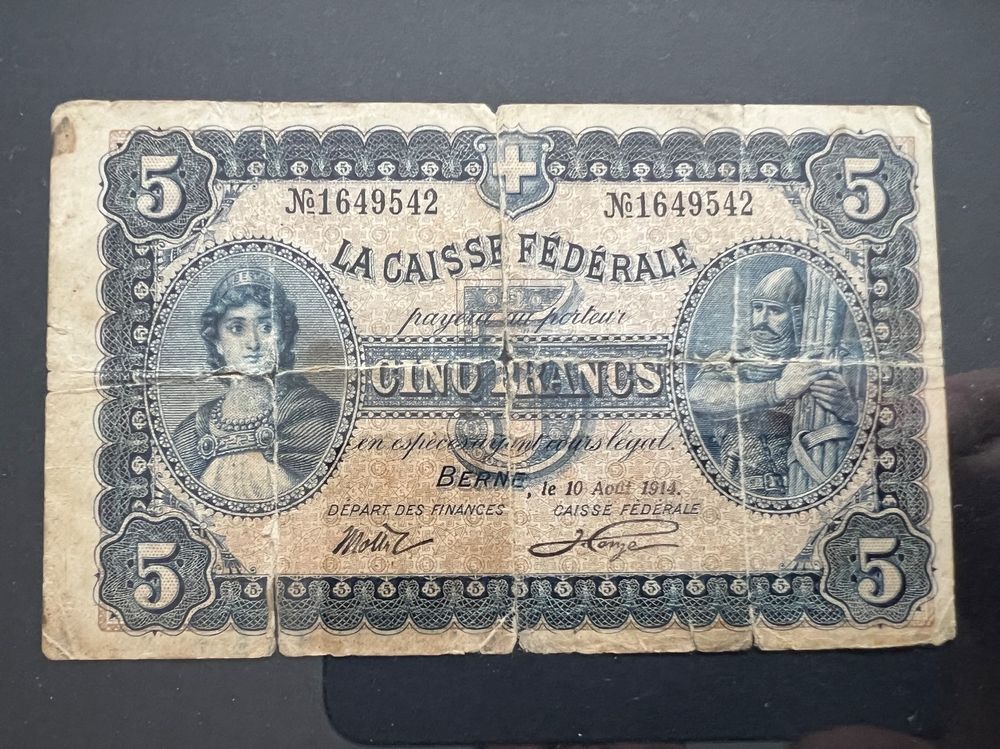 5 5
№1649542 №1649542
LA CAISSE FÉDÉRALE
payera au porteur
CINQ FRANCS
en espèces ayant cours légal.
BERNE, le 10 Août 1914.
DÉPART. DES FINANCES CAISSE FÉDÉRALE
5 5